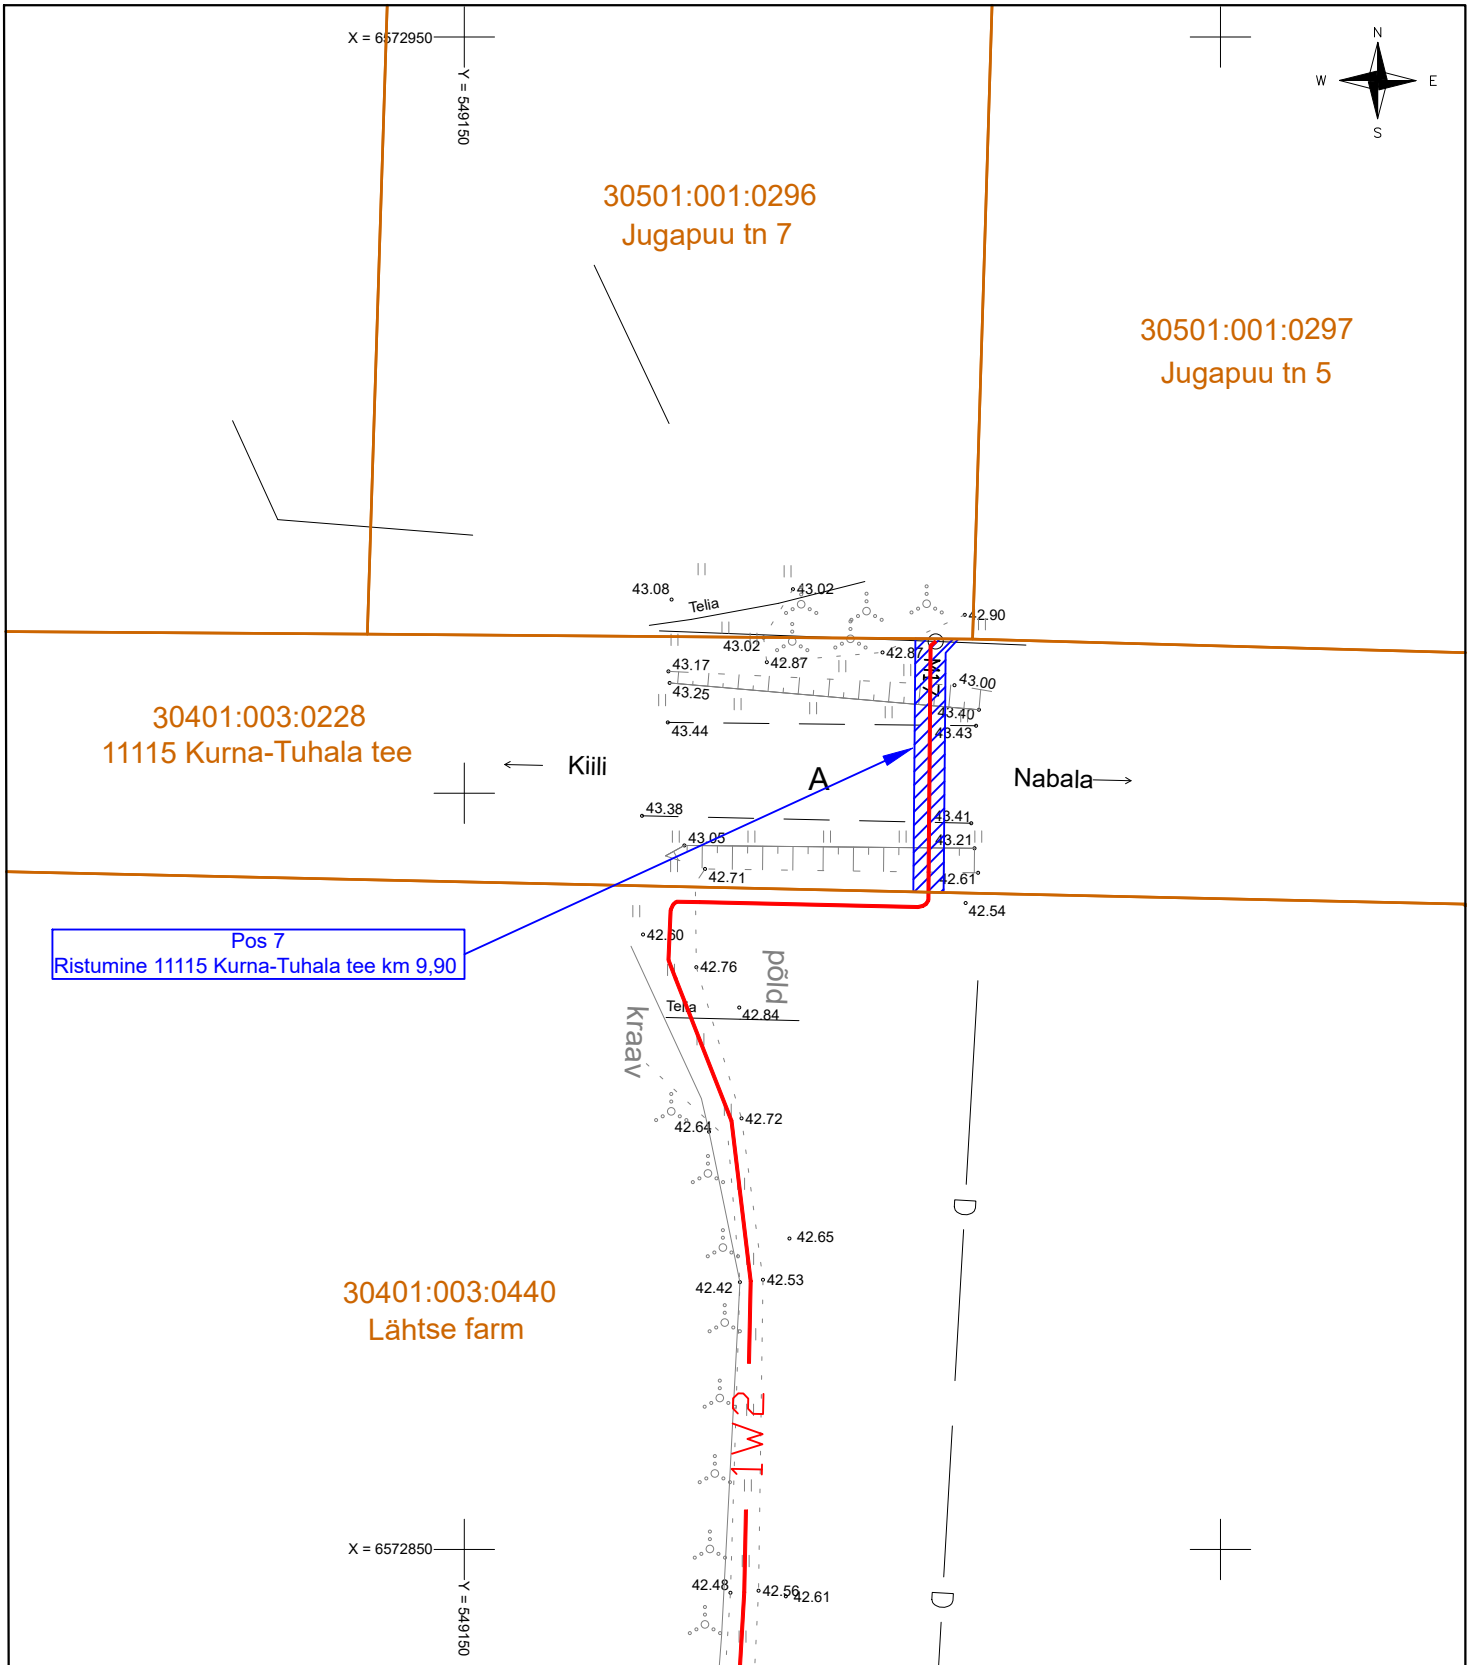 X = 6572950
Y = 549150
N
W
E
S
30501:001:0296
Jugapuu tn 7
30501:001:0297
Jugapuu tn 5
43.08
43.02
Telia
42.90
43.02
42.87
42.87
43.17
43.25
43.00
43.40
43.44
43.43
30401:003:0228
11115 Kurna-Tuhala tee
Kiili
A
Nabala
43.38
43.41
43.05
43.21
42.71
42.61
42.54
Pos 7
Ristumine 11115 Kurna-Tuhala tee km 9,90
42.60
42.76
põld
Telia
42.84
kraav
42.72
42.64
D
42.65
42.42
42.53
30401:003:0440
Lähtse farm
1W2
X = 6572850
Y = 549150
42.48
42.56
42.61
D